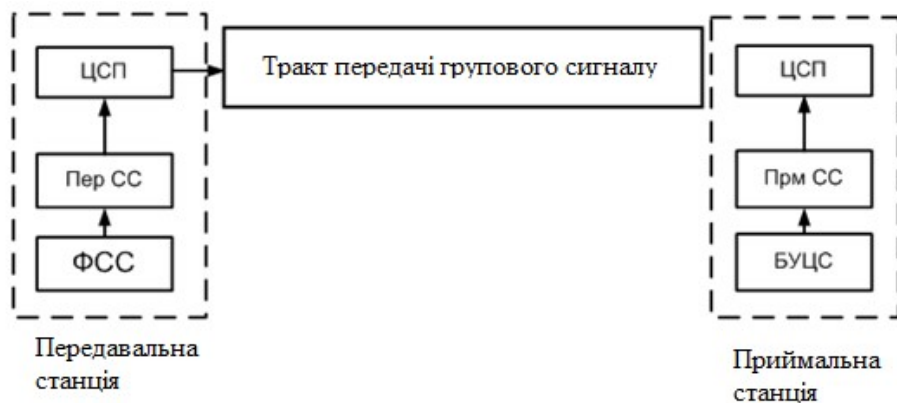 ЦСП
Тракт передачі групового сигналу
ЦСП
Пер СС
Прм СС
ФСС
БУЦС
Передавальна
станція
Приймальна
станція